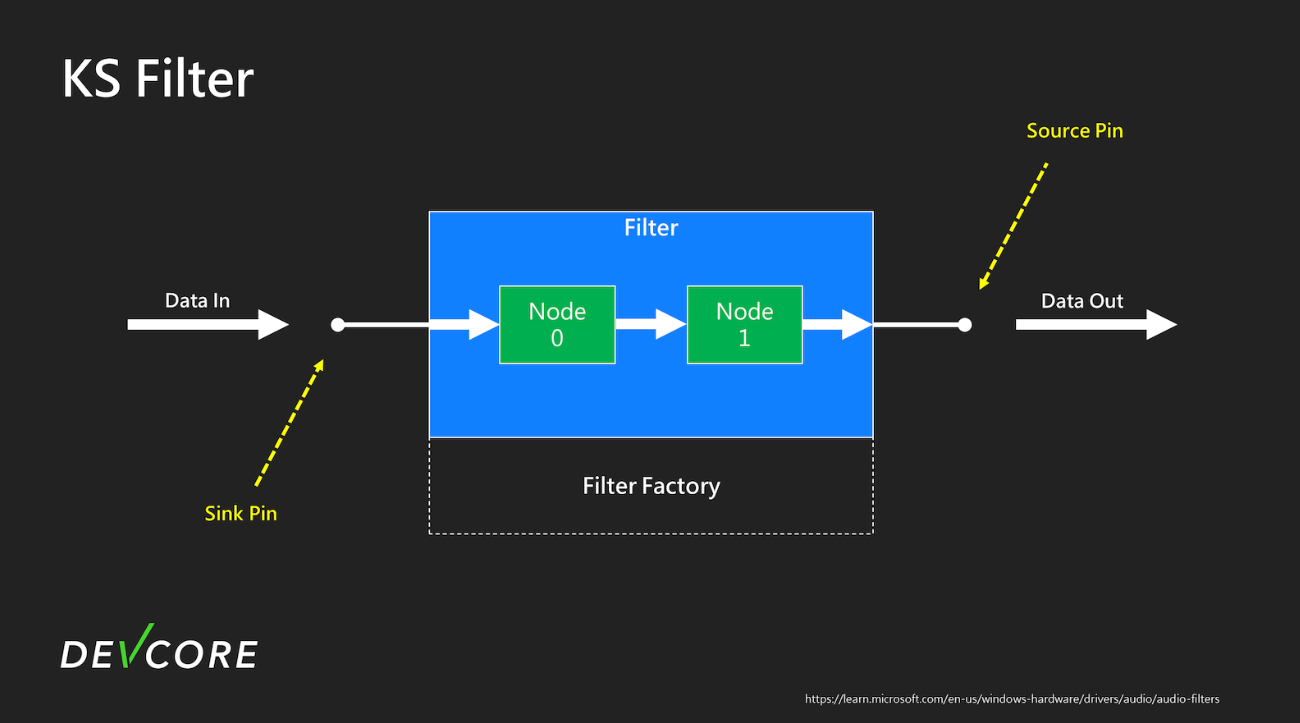 KS Filter
Source Pin
Filter
Data In
Node
0
Node
1
Data Out
Filter Factory
Sink Pin
DEVCORE
https://learn.microsoft.com/en-us/windows-hardware/drivers/audio/audio-filters